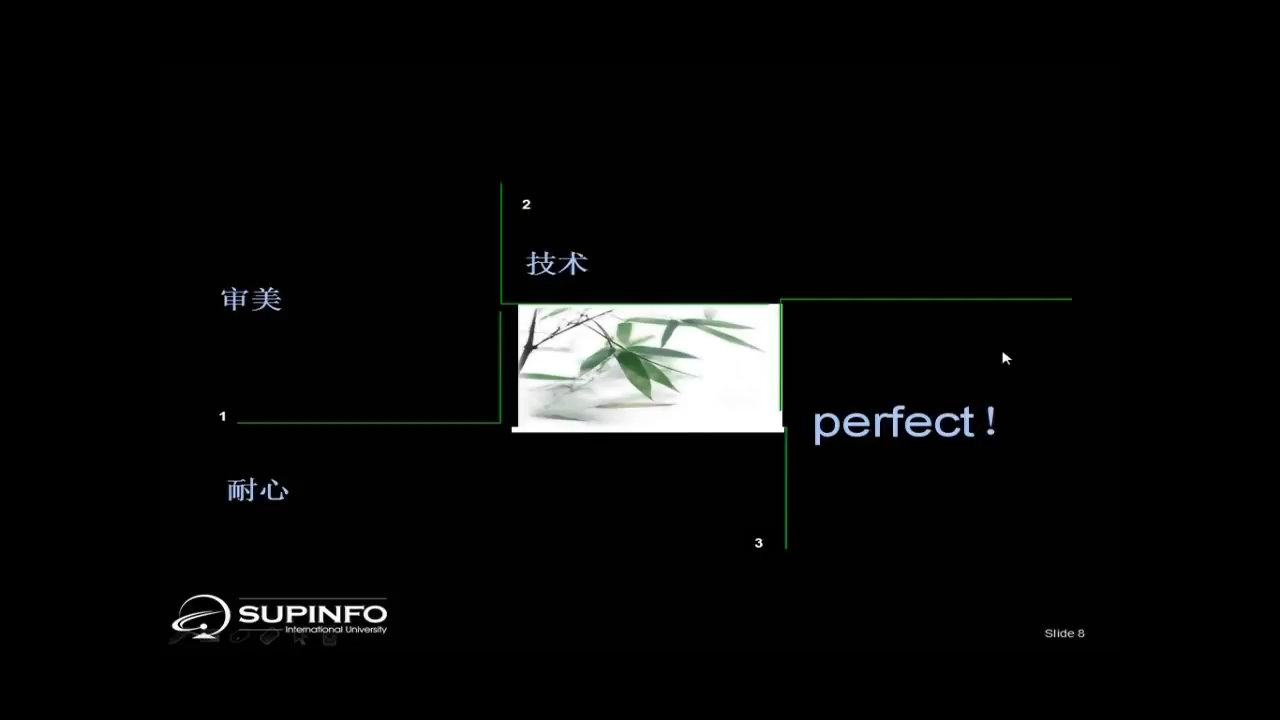 2
技术
审美
1
perfect！
耐心
3
SUPINFO
International University
Slide 8